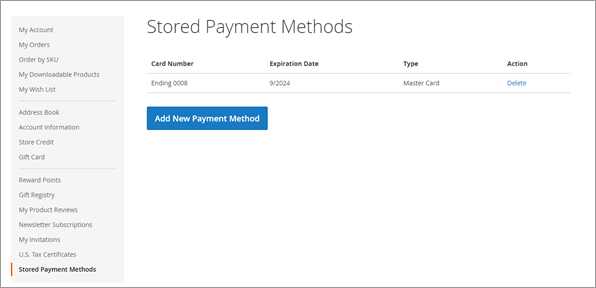 My Account
My Orders
Order by SKU
My Downloadable Products
My Wish List
Address Book
Account Information
Store Credit
Gift Card
Reward Points
Gift Registry
My Product Reviews
Newsletter Subscriptions
My Invitations
U.S. Tax Certificates
Stored Payment Methods
Stored Payment Methods
Card Number Expiration Date Type Action
Ending 0008 9/2024 Master Card Delete
Add New Payment Method